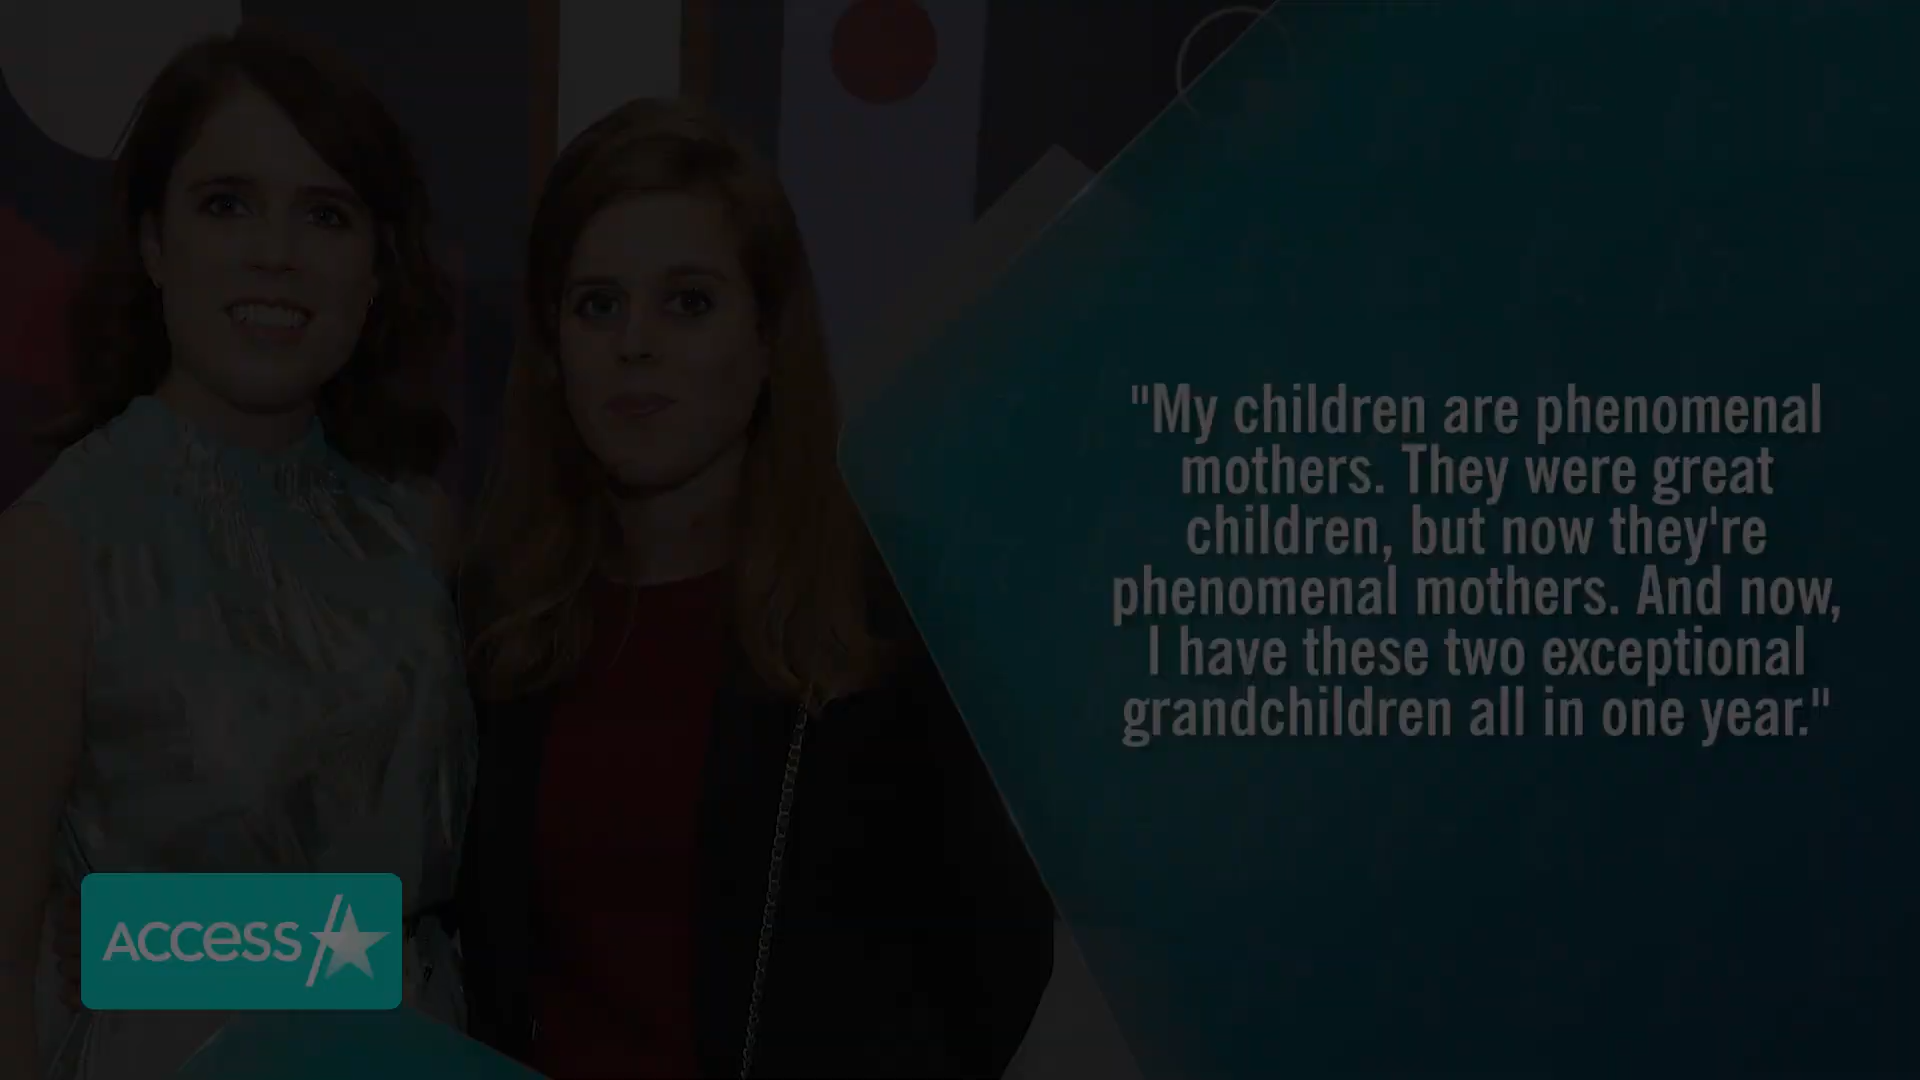 "My children are phenomenal
mothers. They were great
children, but now they're
phenomenal mothers. And now,
I have these two exceptional
grandchildren all in one year."
ACCESS